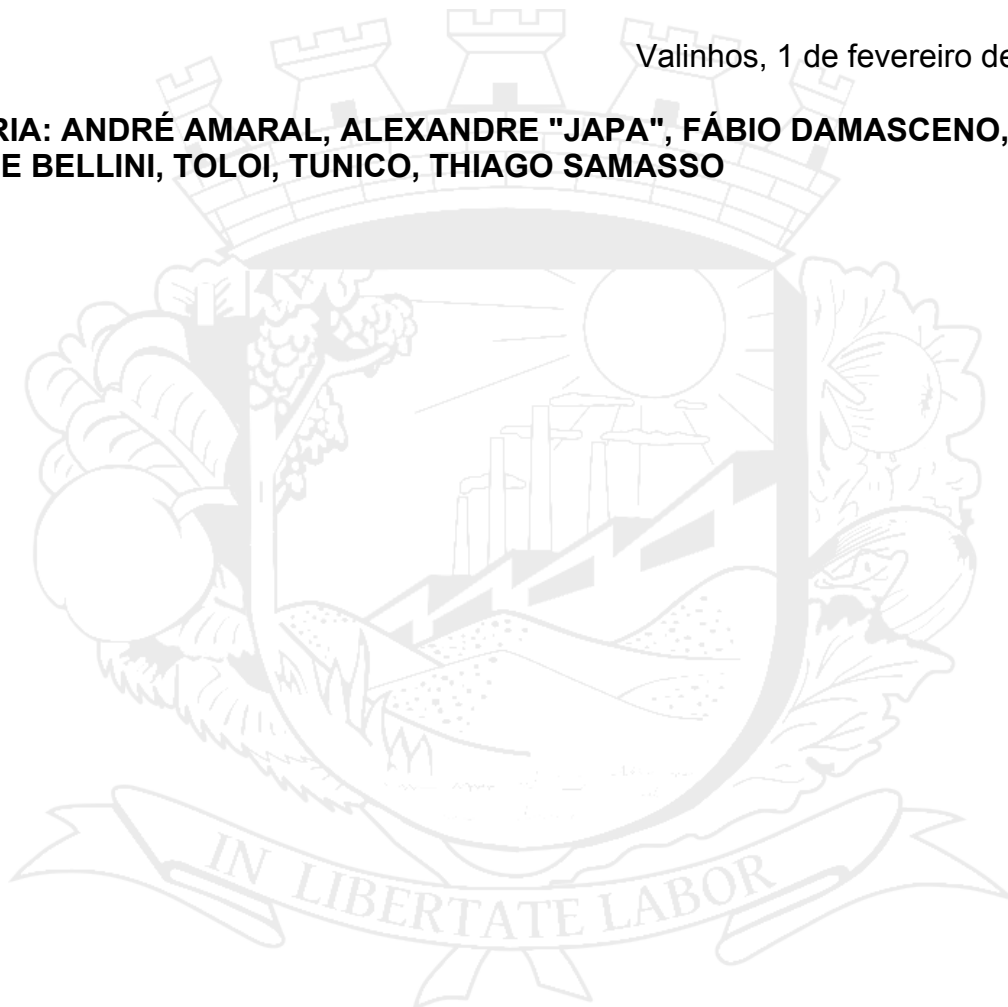 Valinhos, 1 de fevereiro de
RIA: ANDRÉ AMARAL, ALEXANDRE "JAPA", FÁBIO DAMASCENO,
E BELLINI, TOLOI, TUNICO, THIAGO SAMASSO
IN LIBERTATE LABOR